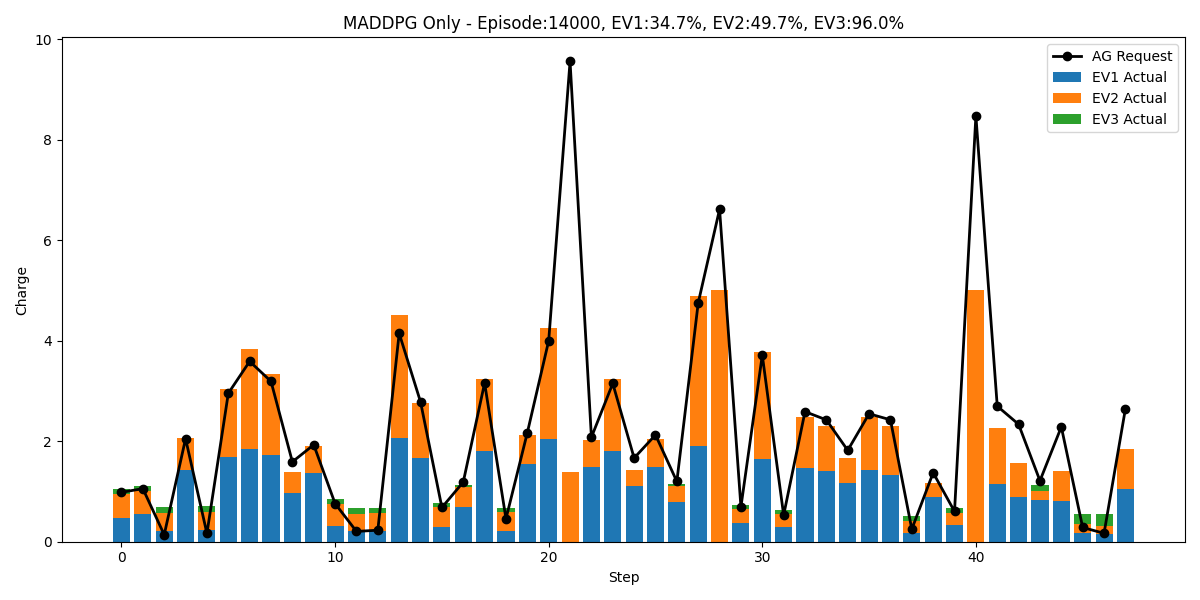 MADDPG Only - Episode:14000, EV1:34.7%, EV2:49.7%, EV3:96.0%
10
8
6
4
2
0
Charge
0
10
20
30
40
Step
AG Request
EV1 Actual
EV2 Actual
EV3 Actual